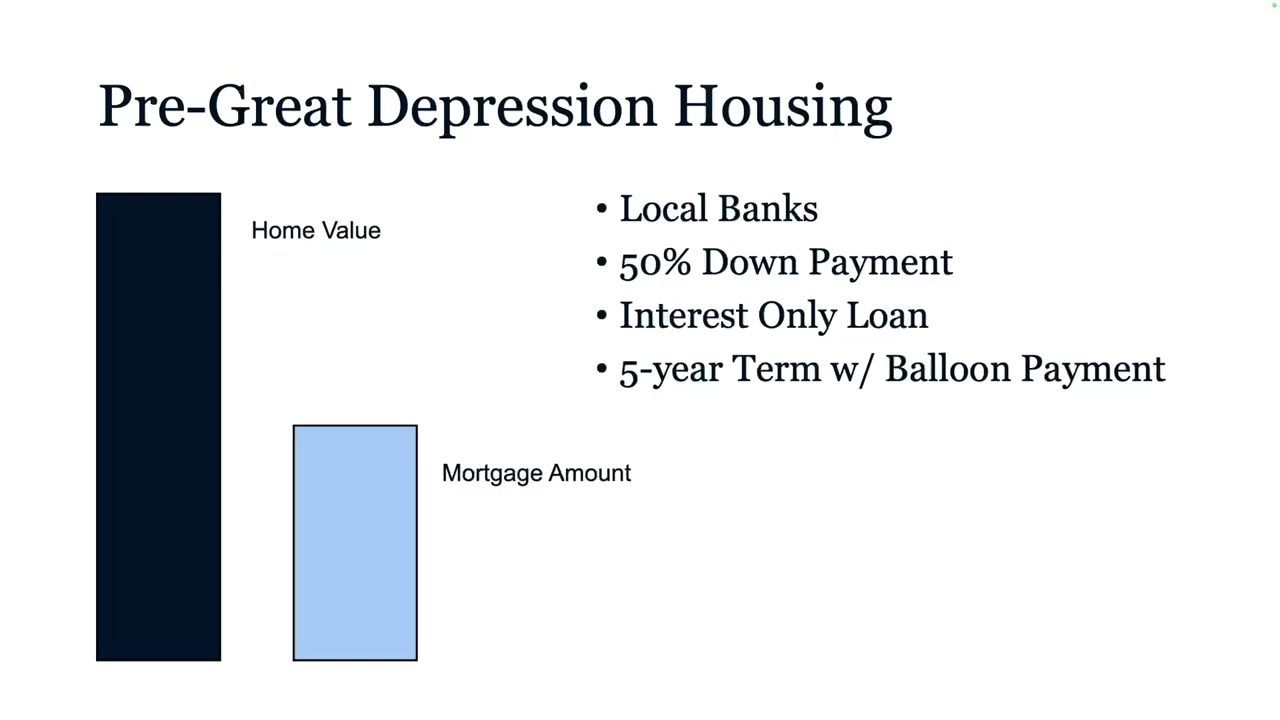 Pre-Great Depression Housing
Home Value
• Local Banks
• 50% Down Payment
• Interest Only Loan
• 5-year Term w/ Balloon Payment
Mortgage Amount